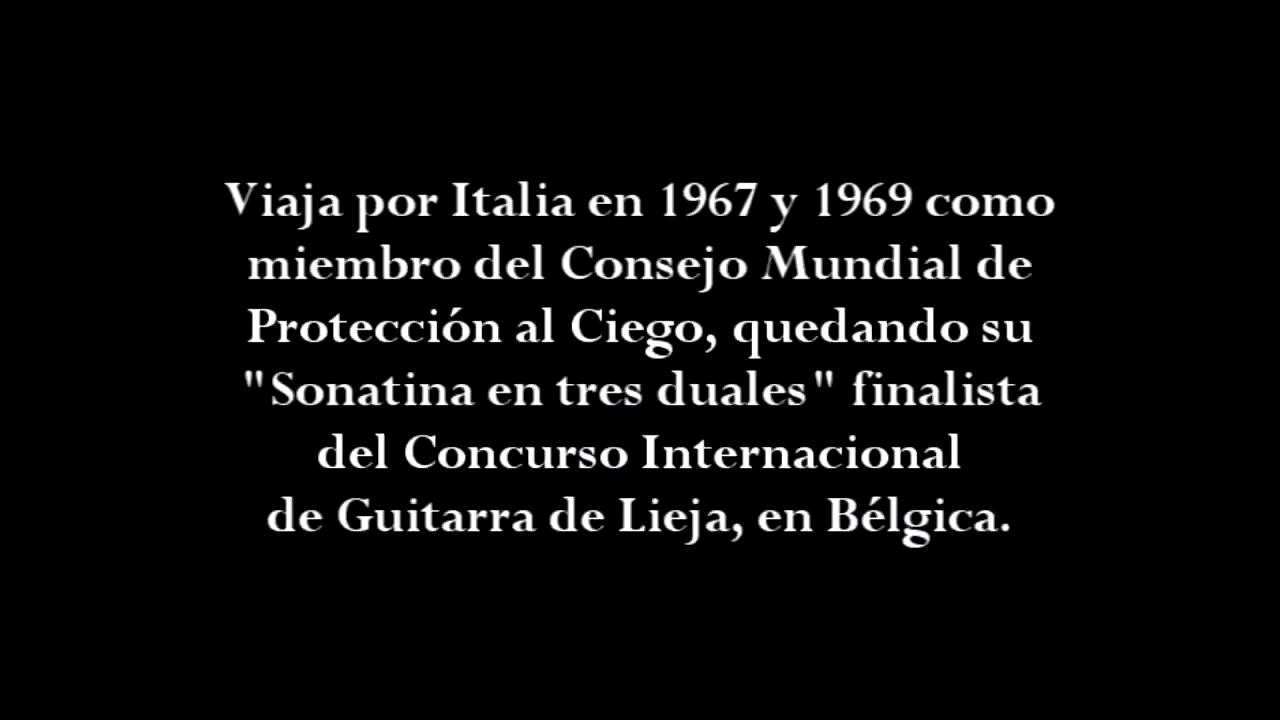 Viaja por Italia en 1967 y 1969 como
miembro del Consejo Mundial de
Protección al Ciego, quedando su
"Sonatina en tres duales" finalista
del Concurso Internacional
de Guitarra de Lieja, en Bélgica.